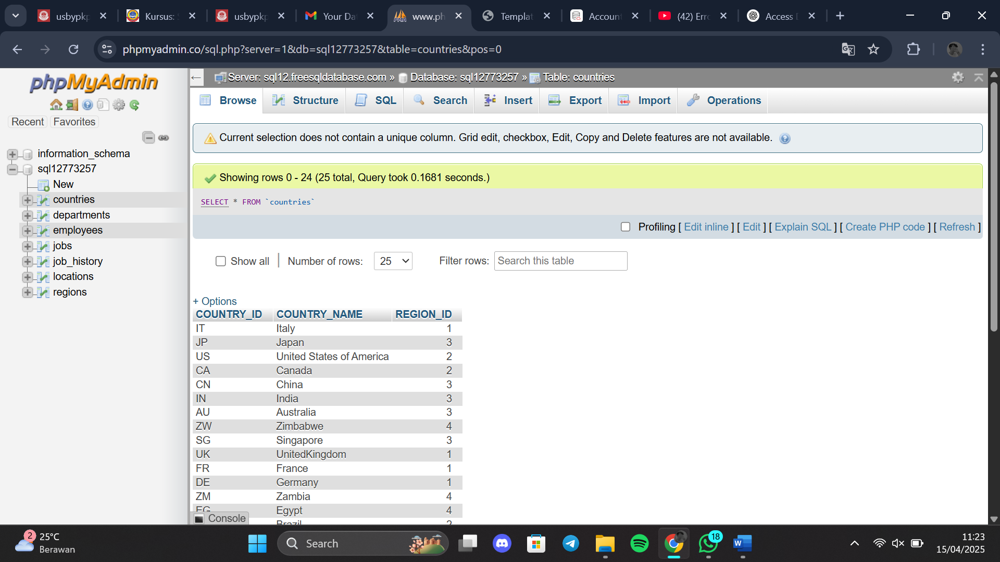 usbypkp
Kursus: S
usbypkp
Your Da
www.ph
Templat
Account
(42) Erro
Access D
phpmyadmin.co/sql.php?server=1&db=sql12773257&table=countries&pos=0
phpMyAdmin
Recent
Favorites
information_schema
sql12773257
New
countries
departments
employees
jobs
job_history
locations
regions
Server: sql12.freesqldatabase.com » Database: sql12773257 » Table: countries
Browse Structure SQL Search Insert Export Import Operations
Current selection does not contain a unique column. Grid edit, checkbox, Edit, Copy and Delete features are not available.
Showing rows 0 - 24 (25 total, Query took 0.1681 seconds.)
SELECT * FROM `countries`
Profiling [ Edit inline ] [ Edit ] [ Explain SQL ] [ Create PHP code ] [ Refresh ]
Show all | Number of rows: 25 Filter rows: Search this table
+ Options
COUNTRY_ID COUNTRY_NAME REGION_ID
IT Italy 1
JP Japan 3
US United States of America 2
CA Canada 2
CN China 3
IN India 3
AU Australia 3
ZW Zimbabwe 4
SG Singapore 3
UK UnitedKingdom 1
FR France 1
DE Germany 1
ZM Zambia 4
EG Egypt 4
Brazil 2
Console
2
25°C
Berawan
Search
18
11:23
15/04/2025